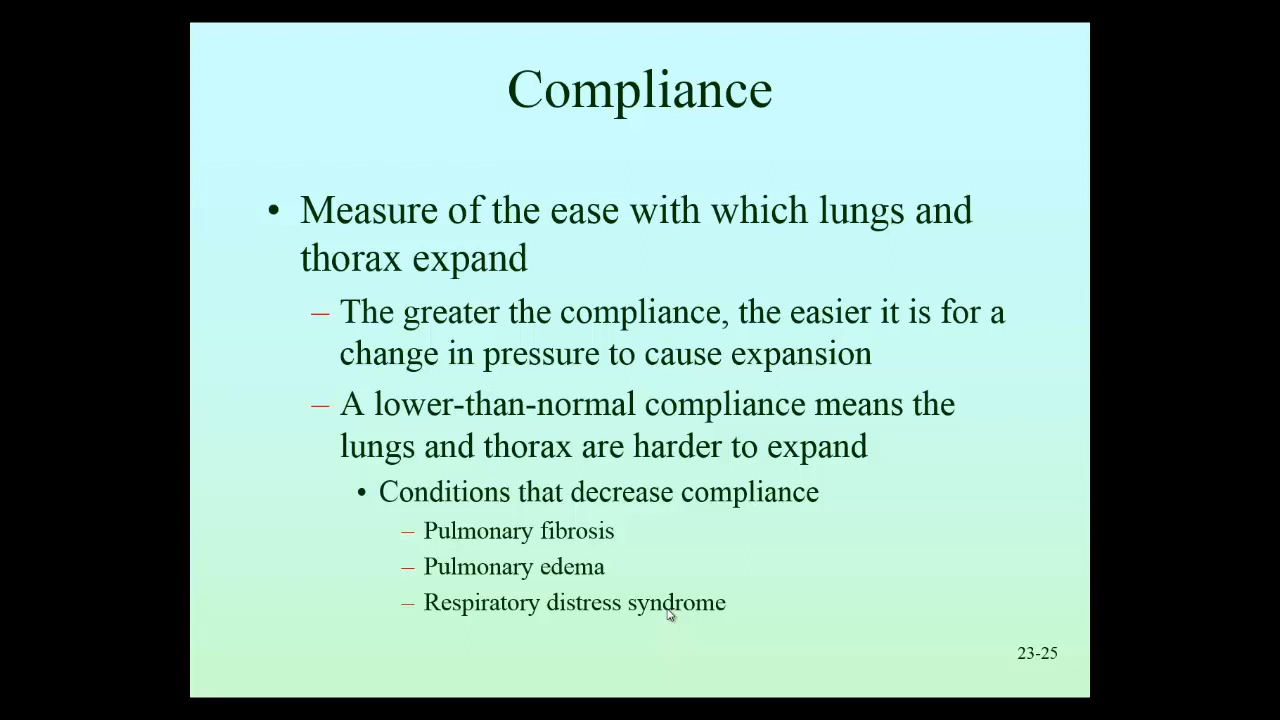 Compliance
• Measure of the ease with which lungs and
thorax expand
– The greater the compliance, the easier it is for a
change in pressure to cause expansion
– A lower-than-normal compliance means the
lungs and thorax are harder to expand
• Conditions that decrease compliance
– Pulmonary fibrosis
– Pulmonary edema
– Respiratory distress syndrome
23-25